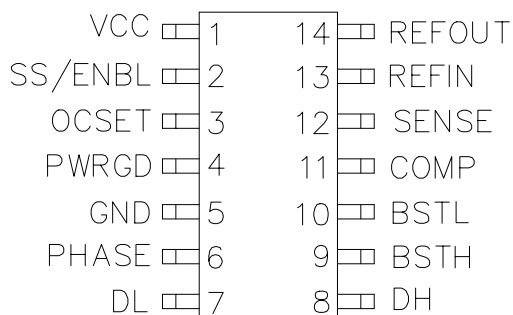 VCC 1 14 REFOUT
SS/ENBL 2 13 REFIN
OCSET 3 12 SENSE
PWRGD 4 11 COMP
GND 5 10 BSTL
PHASE 6 9 BSTH
DL 7 8 DH